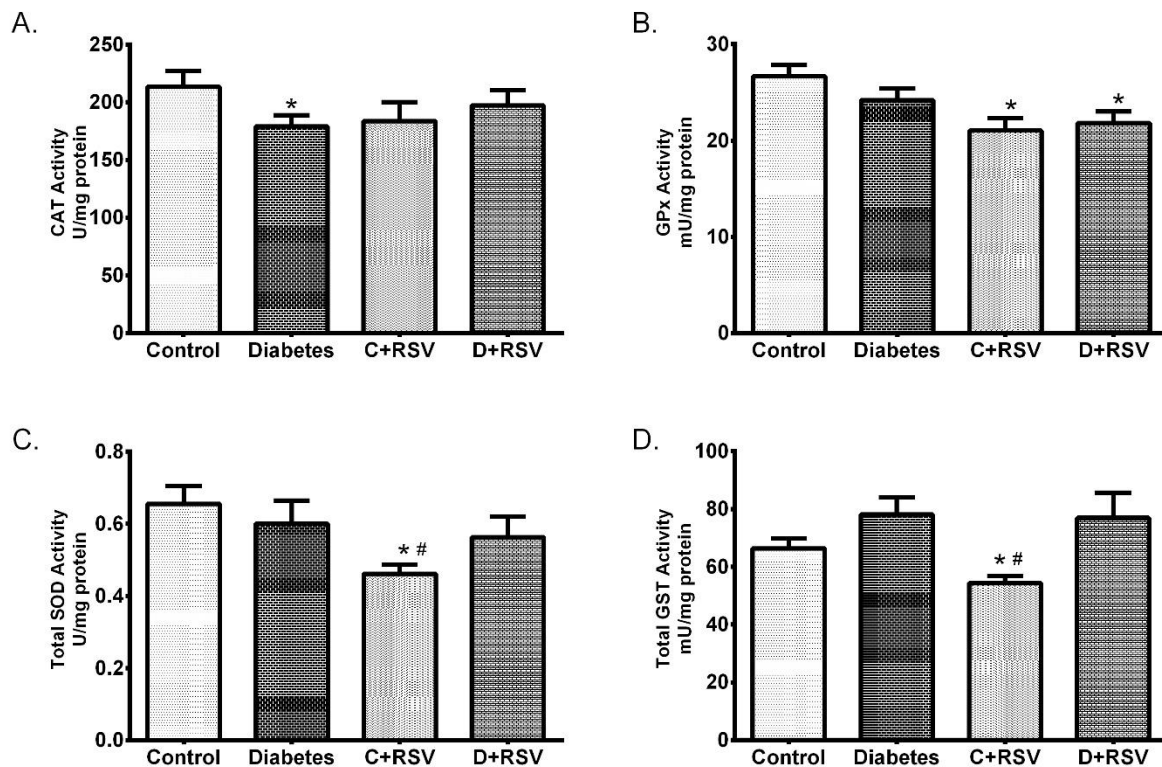 A.
CAT Activity
U/mg protein
250
200
150
100
50
0
*
Control Diabetes C+RSV D+RSV
B.
GPx Activity
mU/mg protein
30
20
10
0
* *
Control Diabetes C+RSV D+RSV
C.
Total SOD Activity
U/mg protein
0.8
0.6
0.4
0.2
0.0
* #
Control Diabetes C+RSV D+RSV
D.
Total GST Activity
mU/mg protein
100
80
60
40
20
0
* #
Control Diabetes C+RSV D+RSV